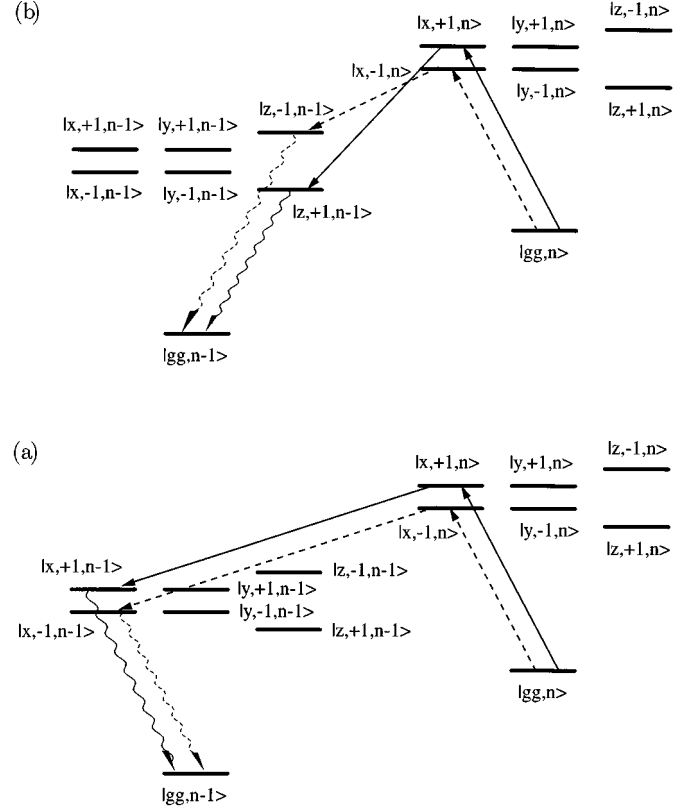 (b)
|x,+1,n> |y,+1,n> |z,-1,n>
|x,-1,n>
|y,-1,n> |z,+1,n>
|x,+1,n-1> |y,+1,n-1> |z,-1,n-1>
|x,-1,n-1> |y,-1,n-1> |z,+1,n-1>
|gg,n>
|gg,n-1>
(a)
|x,+1,n> |y,+1,n> |z,-1,n>
|x,-1,n> |y,-1,n> |z,+1,n>
|x,+1,n-1> |z,-1,n-1>
|y,+1,n-1>
|x,-1,n-1> |y,-1,n-1> |z,+1,n-1>
|gg,n>
|gg,n-1>